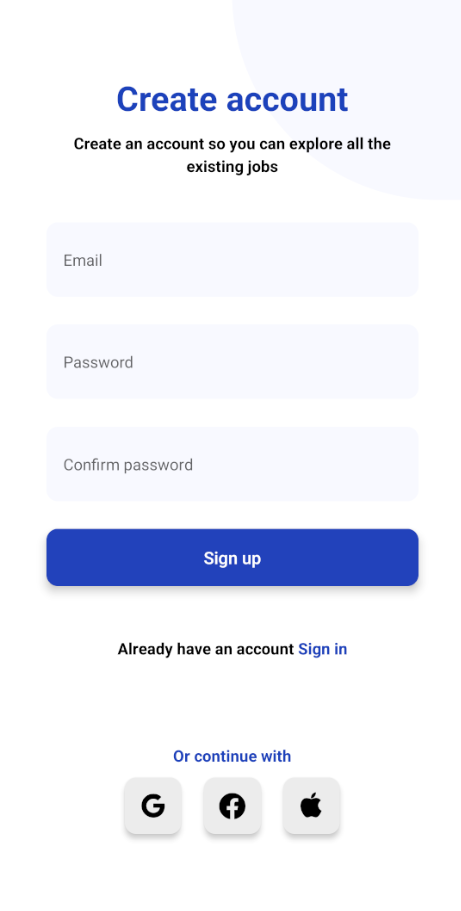 Create account
Create an account so you can explore all the
existing jobs
Email
Password
Confirm password
Sign up
Already have an account Sign in
Or continue with